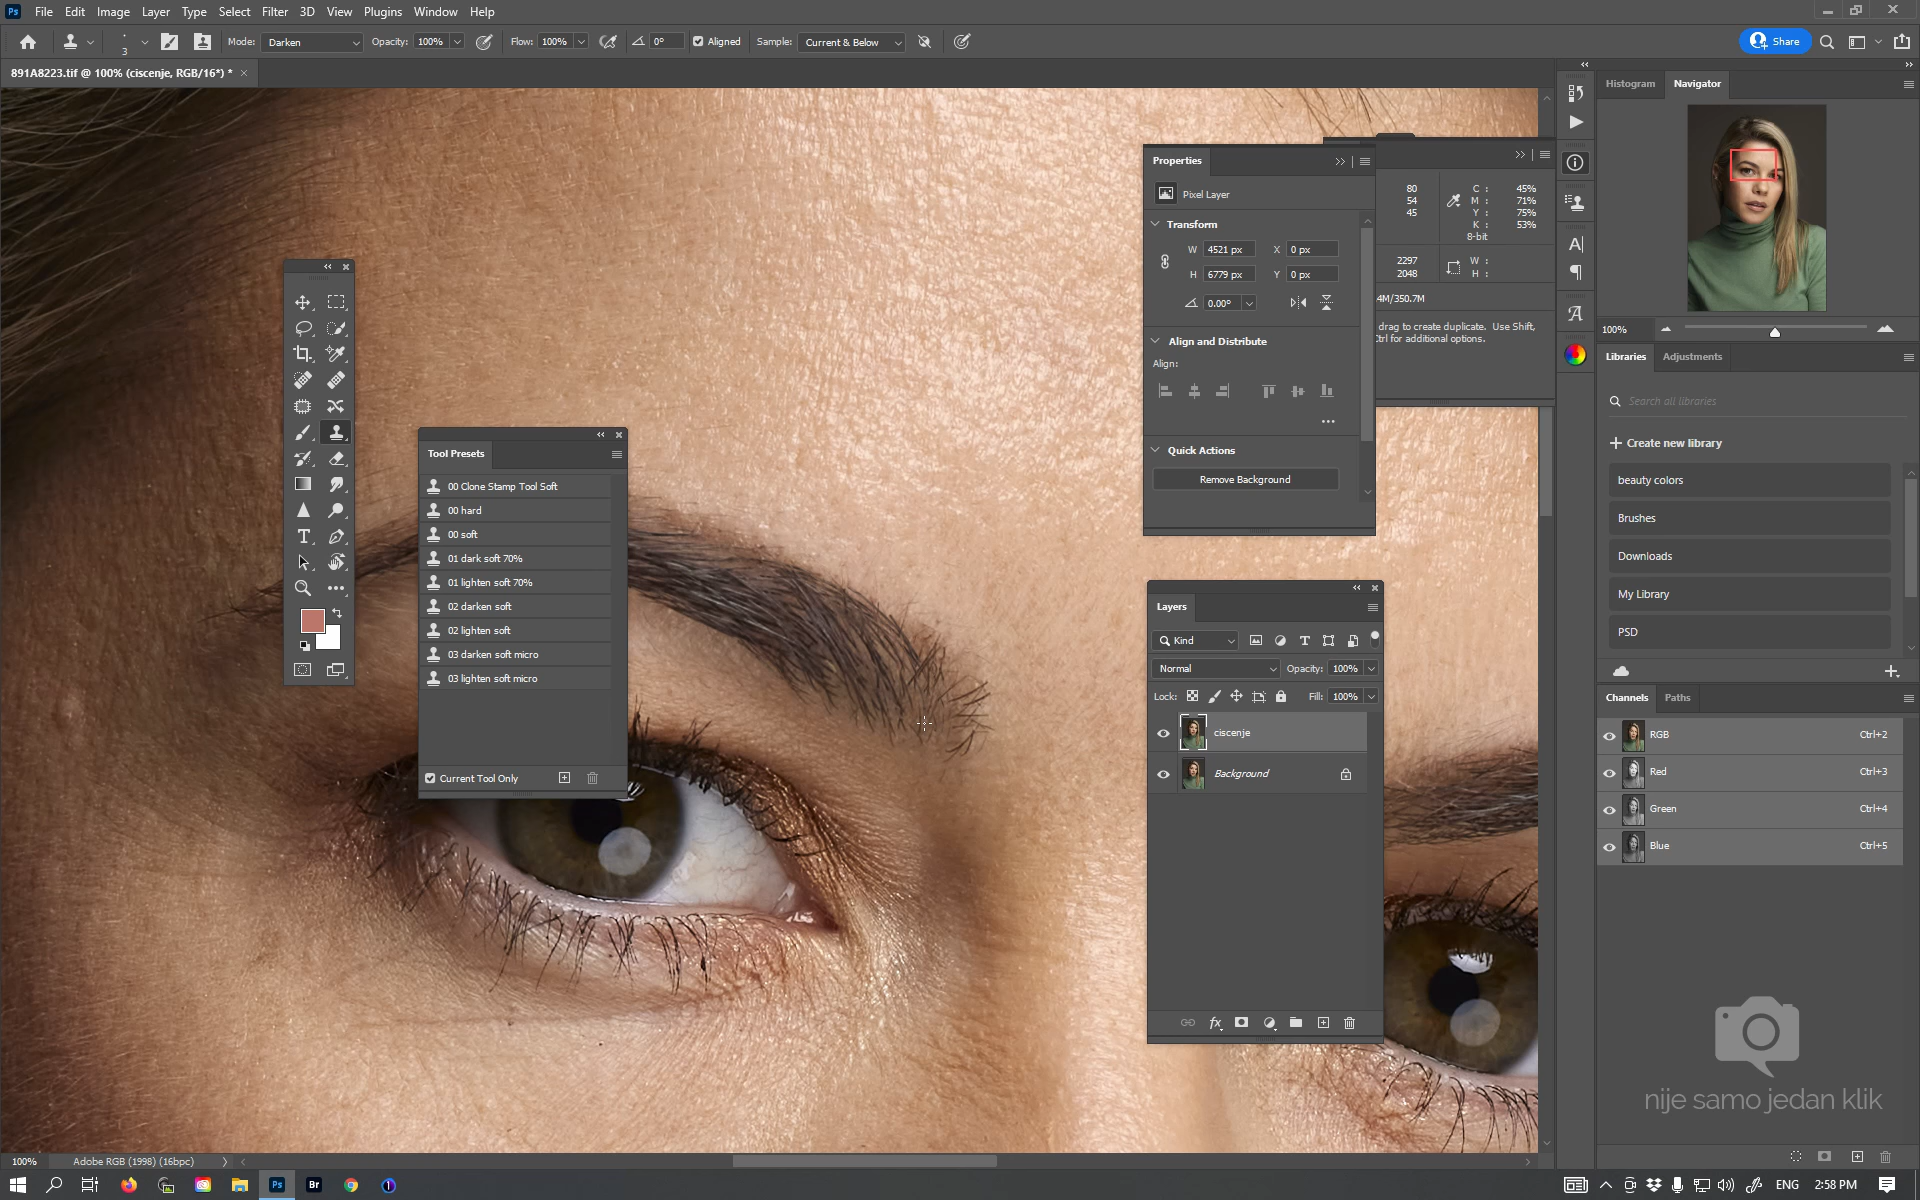 Ps File Edit Image Layer Type Select Filter 3D View Plugins Window Help
3 Mode: Darken Opacity: 100% Flow: 100% 0° Aligned Sample: Current & Below Share
891A8223.tif @ 100% (ciscenje, RGB/16*) * ×
Histogram Navigator
100%
Libraries Adjustments
Search all libraries
Create new library
beauty colors
Brushes
Downloads
My Library
PSD
Channels Paths
RGB Ctrl+2
Red Ctrl+3
Green Ctrl+4
Blue Ctrl+5
Properties
Pixel Layer
Transform
W 4521 px X 0 px
H 6779 px Y 0 px
0.00°
Align and Distribute
Align:
Quick Actions
Remove Background
80 C : 45%
54 M : 71%
45 Y : 75%
K : 53%
8-bit
2297 W :
2048 H :
4M/350.7M
drag to create duplicate. Use Shift,
Ctrl for additional options.
Tool Presets
00 Clone Stamp Tool Soft
00 hard
00 soft
01 dark soft 70%
01 lighten soft 70%
02 darken soft
02 lighten soft
03 darken soft micro
03 lighten soft micro
Current Tool Only
Layers
Kind
Normal Opacity: 100%
Lock: Fill: 100%
ciscenje
Background
fx
nije samo jedan klik
100% Adobe RGB (1998) (16bpc)
Ps Br ENG 2:58 PM